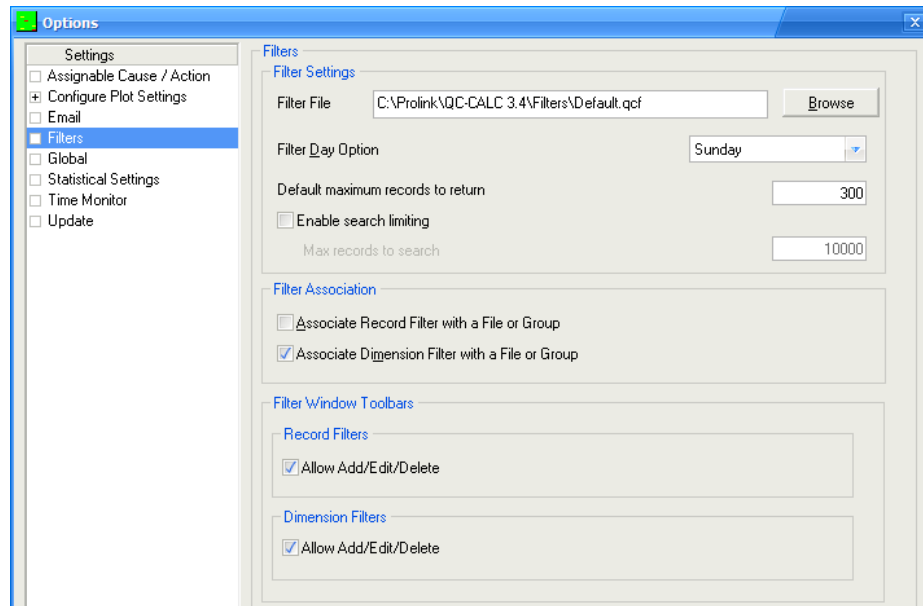 Options
Settings
Assignable Cause / Action
Configure Plot Settings
Email
Filters
Global
Statistical Settings
Time Monitor
Update
Filters
Filter Settings
Filter File C:\Prolink\QC-CALC 3.4\Filters\Default.qcf Browse
Filter Day Option Sunday
Default maximum records to return 300
Enable search limiting
Max records to search 10000
Filter Association
Associate Record Filter with a File or Group
Associate Dimension Filter with a File or Group
Filter Window Toolbars
Record Filters
Allow Add/Edit/Delete
Dimension Filters
Allow Add/Edit/Delete